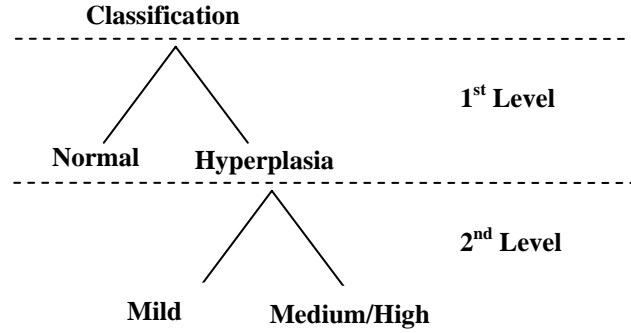 Classification
1st Level
Normal Hyperplasia
2nd Level
Mild Medium/High